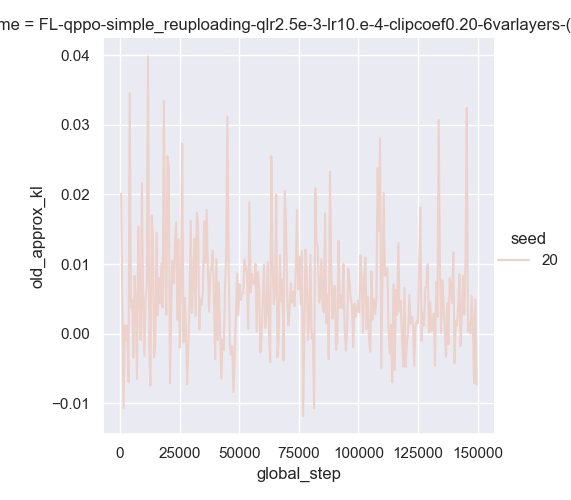 me = FL-qppo-simple_reuploading-qlr2.5e-3-lr10.e-4-clipcoef0.20-6varlayers-(
0.04
0.03
0.02
0.01
0.00
−0.01
old_approx_kl
0 25000 50000 75000 100000 125000 150000
global_step
seed
20